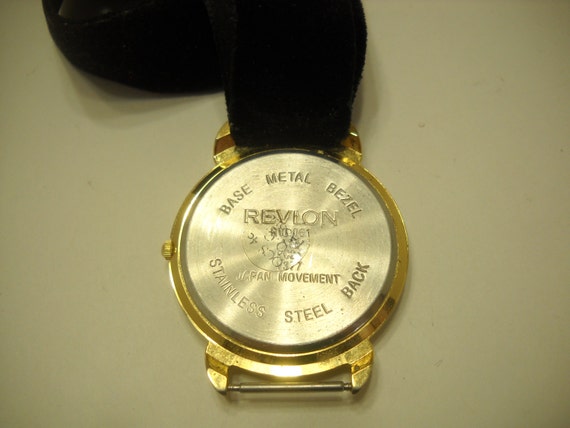 BASE METAL BEZEL
REVLON
JAPAN MOVEMENT
STAINLESS STEEL BACK